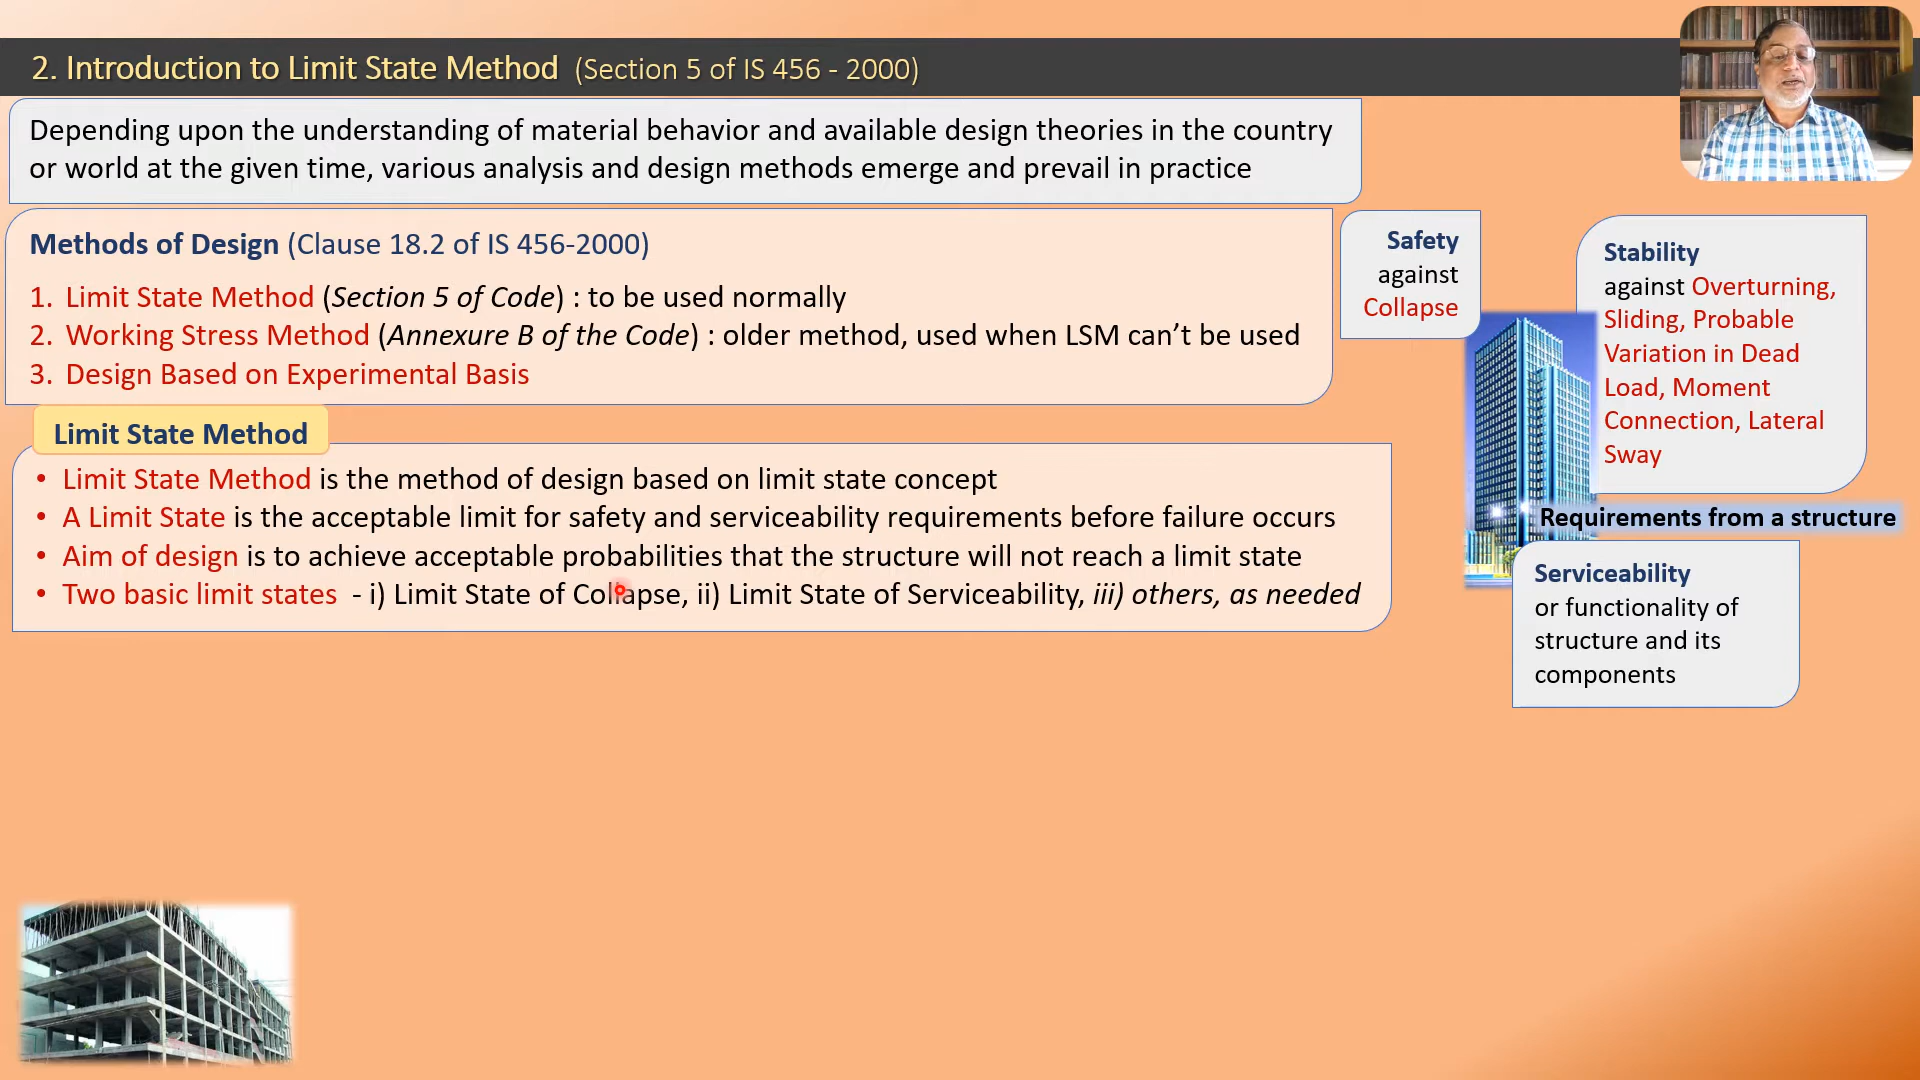 2. Introduction to Limit State Method (Section 5 of IS 456 - 2000)
Depending upon the understanding of material behavior and available design theories in the country
or world at the given time, various analysis and design methods emerge and prevail in practice
Methods of Design (Clause 18.2 of IS 456-2000)
1. Limit State Method (Section 5 of Code) : to be used normally
2. Working Stress Method (Annexure B of the Code) : older method, used when LSM can't be used
3. Design Based on Experimental Basis
Limit State Method
• Limit State Method is the method of design based on limit state concept
• A Limit State is the acceptable limit for safety and serviceability requirements before failure occurs
• Aim of design is to achieve acceptable probabilities that the structure will not reach a limit state
• Two basic limit states - i) Limit State of Collapse, ii) Limit State of Serviceability, iii) others, as needed
Safety
against
Collapse
Stability
against Overturning,
Sliding, Probable
Variation in Dead
Load, Moment
Connection, Lateral
Sway
Requirements from a structure
Serviceability
or functionality of
structure and its
components